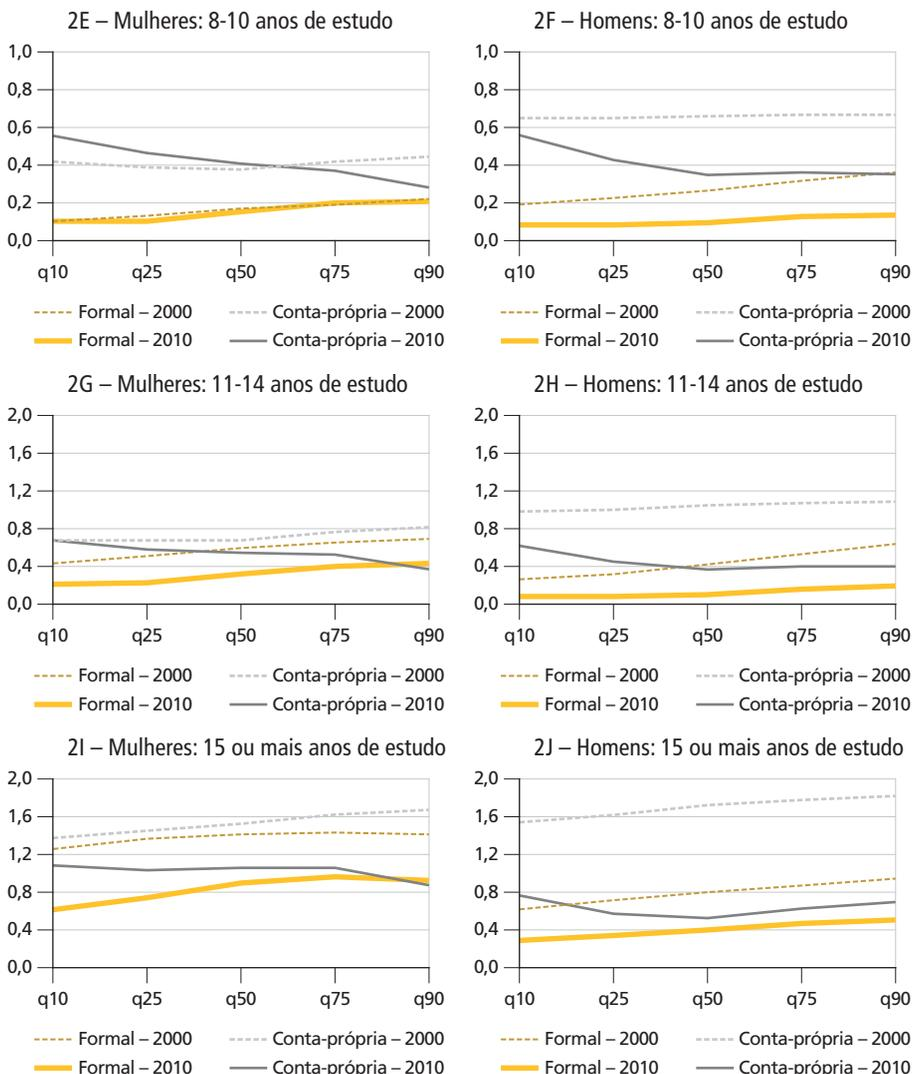 2E – Mulheres: 8-10 anos de estudo
1,0
0,8
0,6
0,4
0,2
0,0
q10 q25 q50 q75 q90
Formal – 2000 Conta-própria – 2000
Formal – 2010 Conta-própria – 2010
2F – Homens: 8-10 anos de estudo
1,0
0,8
0,6
0,4
0,2
0,0
q10 q25 q50 q75 q90
Formal – 2000 Conta-própria – 2000
Formal – 2010 Conta-própria – 2010
2G – Mulheres: 11-14 anos de estudo
2,0
1,6
1,2
0,8
0,4
0,0
q10 q25 q50 q75 q90
Formal – 2000 Conta-própria – 2000
Formal – 2010 Conta-própria – 2010
2H – Homens: 11-14 anos de estudo
2,0
1,6
1,2
0,8
0,4
0,0
q10 q25 q50 q75 q90
Formal – 2000 Conta-própria – 2000
Formal – 2010 Conta-própria – 2010
2I – Mulheres: 15 ou mais anos de estudo
2,0
1,6
1,2
0,8
0,4
0,0
q10 q25 q50 q75 q90
Formal – 2000 Conta-própria – 2000
Formal – 2010 Conta-própria – 2010
2J – Homens: 15 ou mais anos de estudo
2,0
1,6
1,2
0,8
0,4
0,0
q10 q25 q50 q75 q90
Formal – 2000 Conta-própria – 2000
Formal – 2010 Conta-própria – 2010